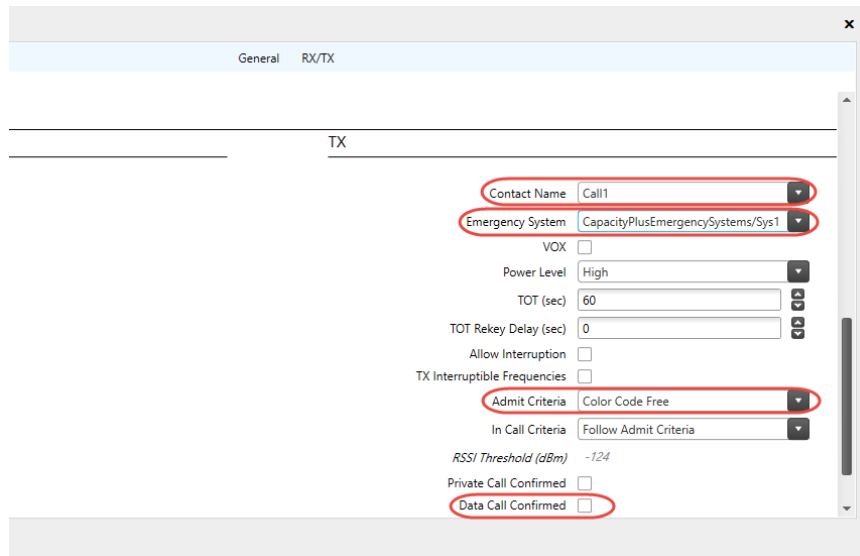 General RX/TX
TX
Contact Name Call1
Emergency System CapacityPlusEmergencySystems/Sys1
VOX
Power Level High
TOT (sec) 60
TOT Rekey Delay (sec) 0
Allow Interruption
TX Interruptible Frequencies
Admit Criteria Color Code Free
In Call Criteria Follow Admit Criteria
RSSI Threshold (dBm) -124
Private Call Confirmed
Data Call Confirmed